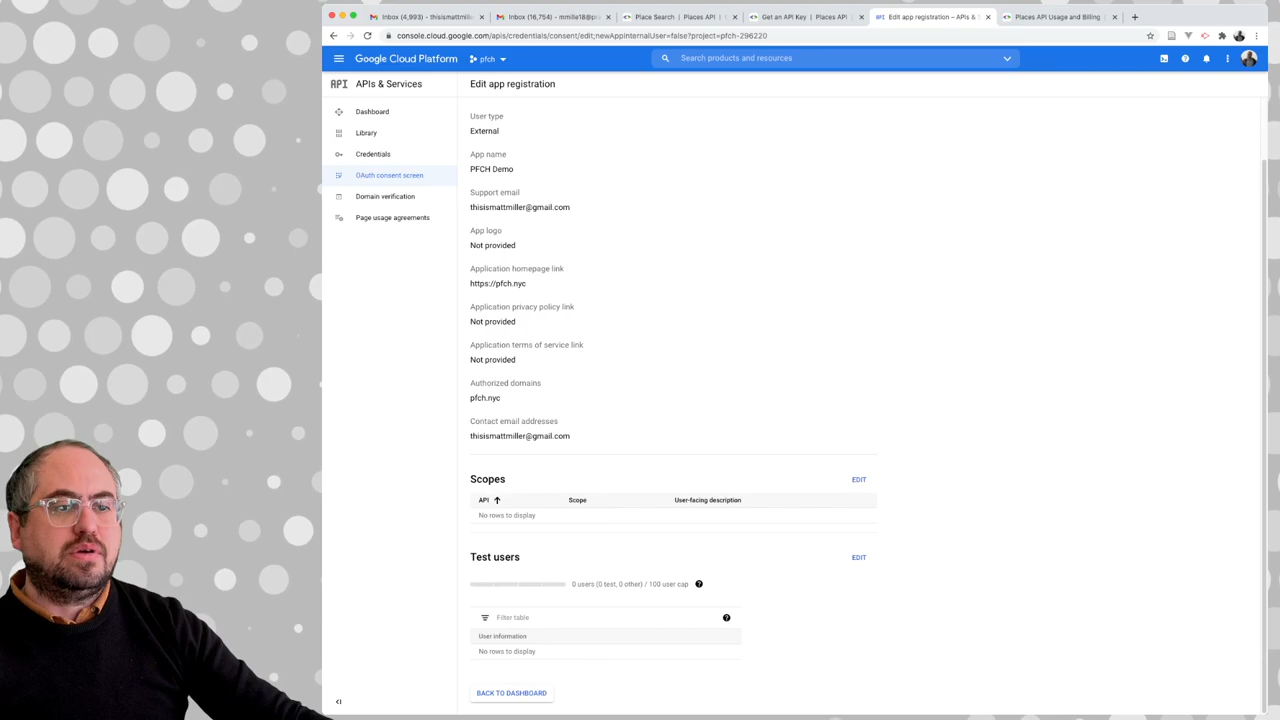 Inbox (4,993) - thisismattmille
Inbox (16,754) - mmille18@pr
Place Search | Places API |
Get an API Key | Places API
Edit app registration – APIs &
Places API Usage and Billing
console.cloud.google.com/apis/credentials/consent/edit;newAppInternalUser=false?project=pfch-296220
Google Cloud Platform
pfch
Search products and resources
API APIs & Services
Edit app registration
Dashboard
Library
Credentials
OAuth consent screen
Domain verification
Page usage agreements
User type
External
App name
PFCH Demo
Support email
thisismattmiller@gmail.com
App logo
Not provided
Application homepage link
https://pfch.nyc
Application privacy policy link
Not provided
Application terms of service link
Not provided
Authorized domains
pfch.nyc
Contact email addresses
thisismattmiller@gmail.com
Scopes
EDIT
API
Scope
User-facing description
No rows to display
Test users
EDIT
0 users (0 test, 0 other) / 100 user cap
Filter table
User information
No rows to display
BACK TO DASHBOARD